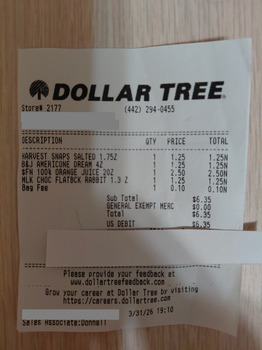 DOLLAR TREE
Store# 2177 (442) 294-0455
DESCRIPTION QTY PRICE TOTAL
HARVEST SNAPS SALTED 1.75Z 1 1.25 1.25N
B&J AMERICONE DREAM 4Z 1 1.25 1.25N
$FN 100% ORANGE JUICE 20Z 1 2.50 2.50N
MLK CHOC FLATBCK RABBIT 1.3 Z 1 1.25 1.25N
Bag Fee 1 0.10 0.10N
Sub Total $6.35
GENERAL EXEMPT MERC $0.00
Total $6.35
US DEBIT $6.35
Please provide your feedback at
www.dollartreefeedback.com
Grow your career at Dollar Tree by visiting
https://careers.dollartree.com
3/31/26 19:10
Sales Associate:Donmell